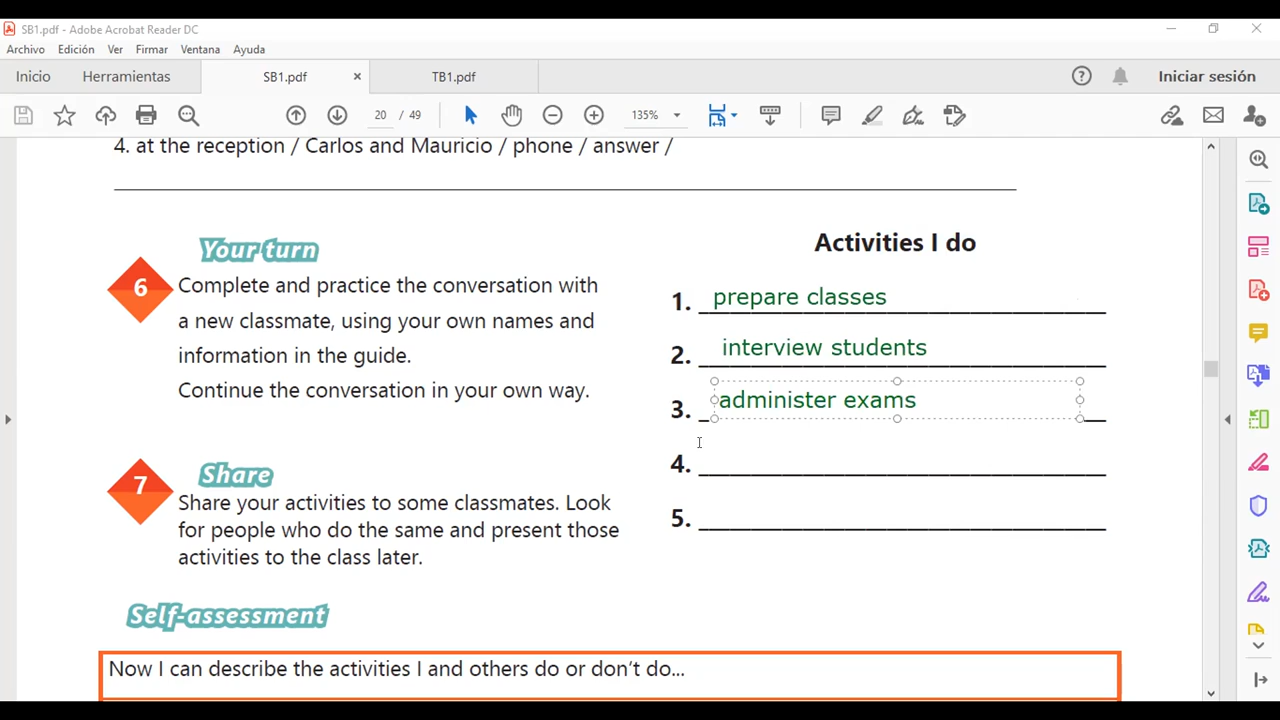 SB1.pdf - Adobe Acrobat Reader DC
Archivo Edición Ver Firmar Ventana Ayuda
Inicio Herramientas SB1.pdf × TB1.pdf Iniciar sesión
20 / 49 135%
4. at the reception / Carlos and Mauricio / phone / answer /
Your turn
6
Complete and practice the conversation with
a new classmate, using your own names and
information in the guide.
Continue the conversation in your own way.
7
Share
Share your activities to some classmates. Look
for people who do the same and present those
activities to the class later.
Activities I do
1. prepare classes
2. interview students
3. administer exams
4.
5.
Self-assessment
Now I can describe the activities I and others do or don't do...